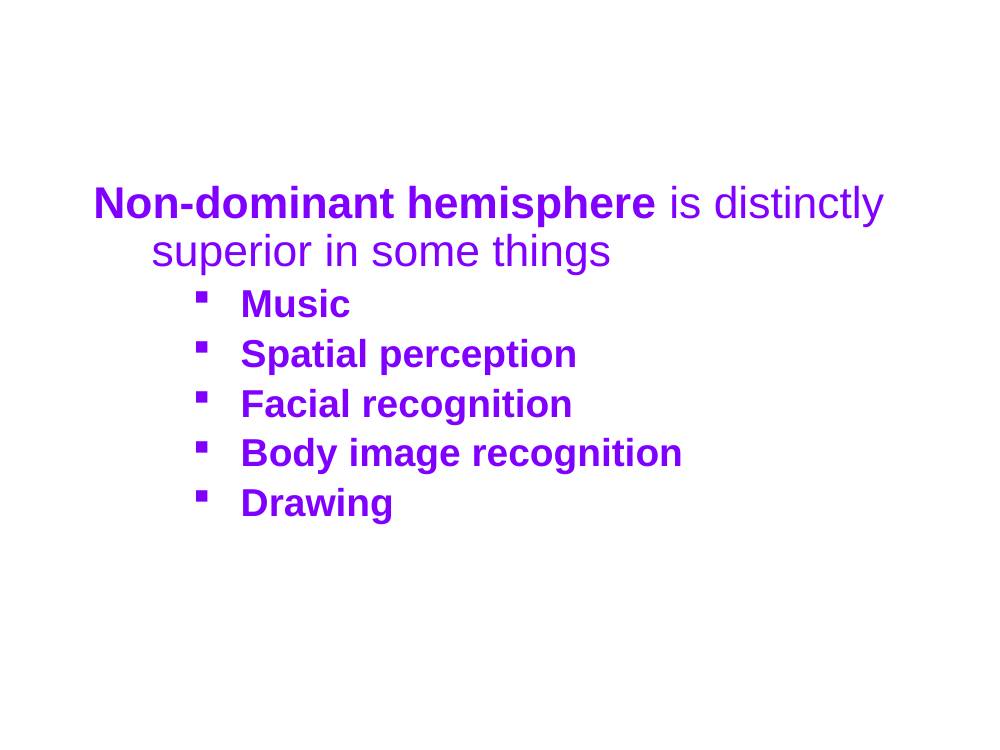 Non-dominant hemisphere is distinctly
superior in some things
▪ Music
▪ Spatial perception
▪ Facial recognition
▪ Body image recognition
▪ Drawing